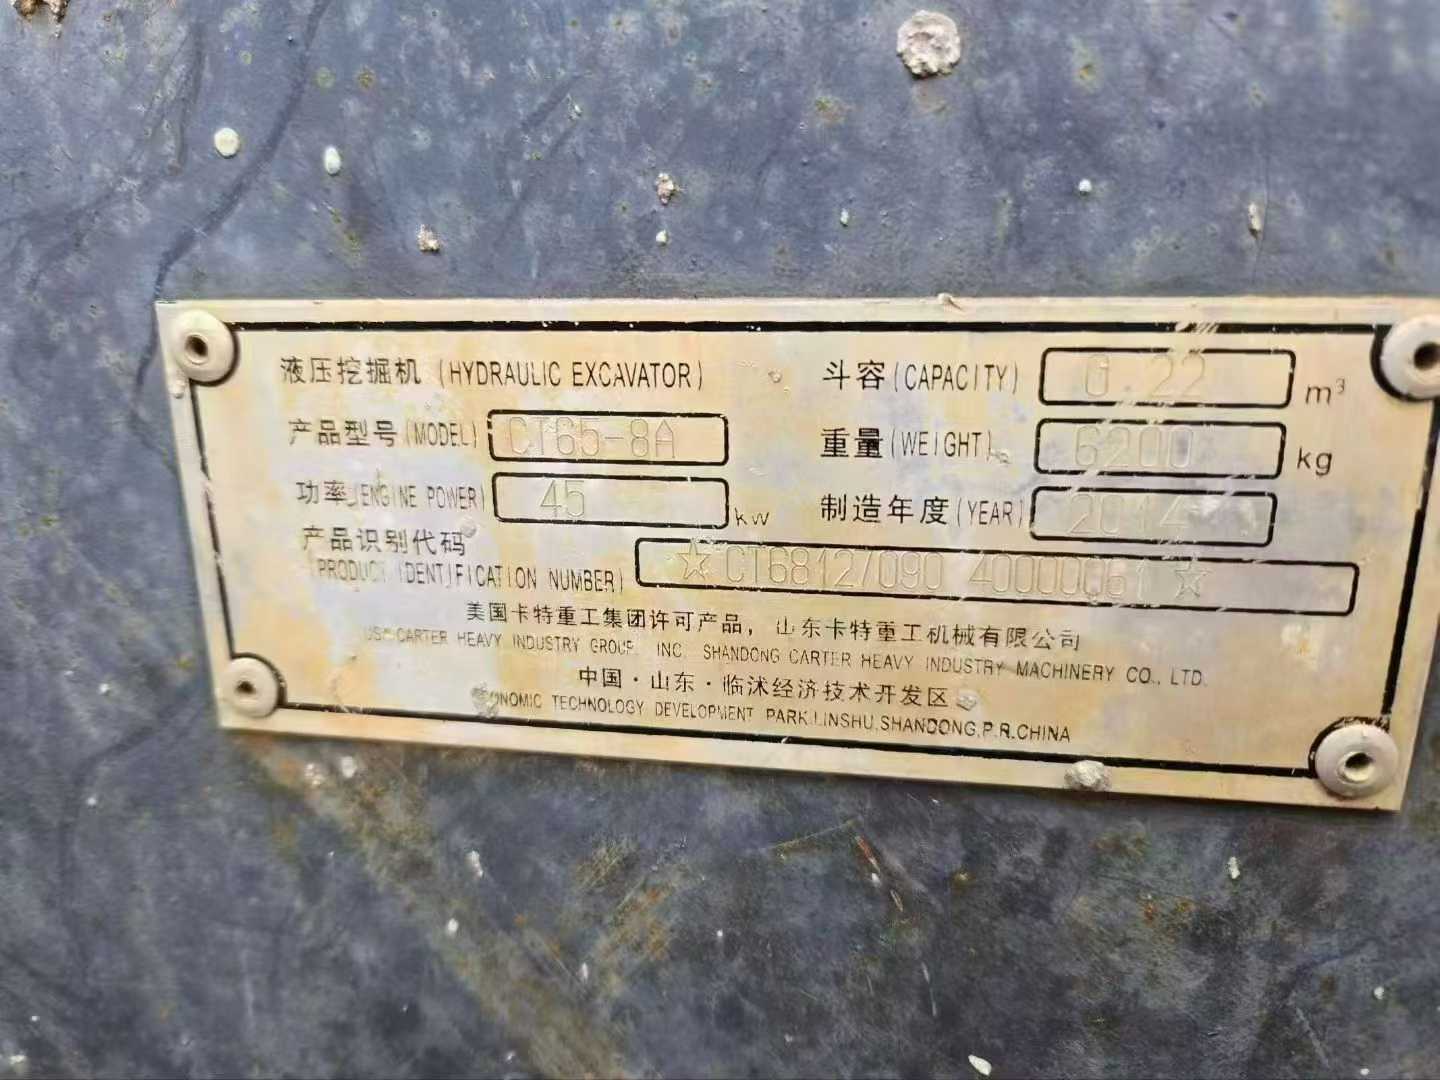 液压挖掘机 (HYDRAULIC EXCAVATOR)
斗容 (CAPACITY) 0.22 m³
产品型号 (MODEL) CT65-8A
重量 (WEIGHT) 6200 kg
功率 (ENGINE POWER) 45 kw
制造年度 (YEAR) 2014
产品识别代码
(PRODUCT IDENTIFICATION NUMBER) ☆CT6812/090 40000061☆
美国卡特重工集团许可产品，山东卡特重工机械有限公司
CARTER HEAVY INDUSTRY GROUP. INC. SHANDONG CARTER HEAVY INDUSTRY MACHINERY CO., LTD.
中国·山东·临沭经济技术开发区
TECHNOLOGY DEVELOPMENT PARK.LINSHU.SHANDONG,P.R.CHINA